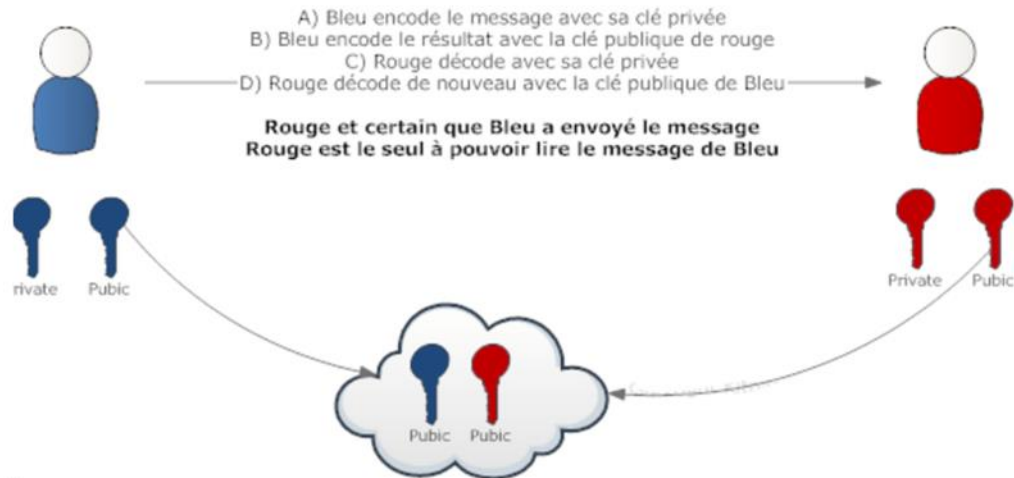 A) Bleu encode le message avec sa clé privée
B) Bleu encode le résultat avec la clé publique de rouge
C) Rouge décode avec sa clé privée
D) Rouge décode de nouveau avec la clé publique de Bleu
Rouge et certain que Bleu a envoyé le message
Rouge est le seul à pouvoir lire le message de Bleu
rivate Pubic
Private Pubic
Pubic Pubic